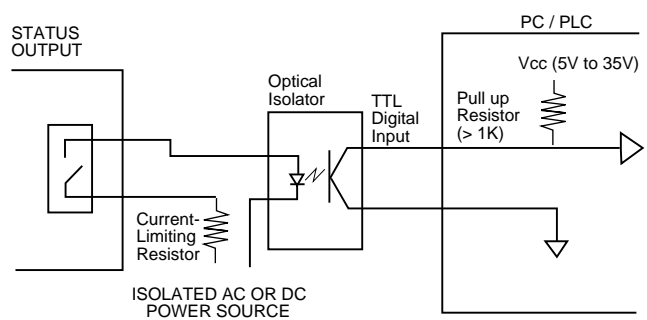 STATUS
OUTPUT
PC / PLC
Vcc (5V to 35V)
Optical
Isolator
TTL
Digital
Input
Pull up
Resistor
(> 1K)
Current-
Limiting
Resistor
ISOLATED AC OR DC
POWER SOURCE